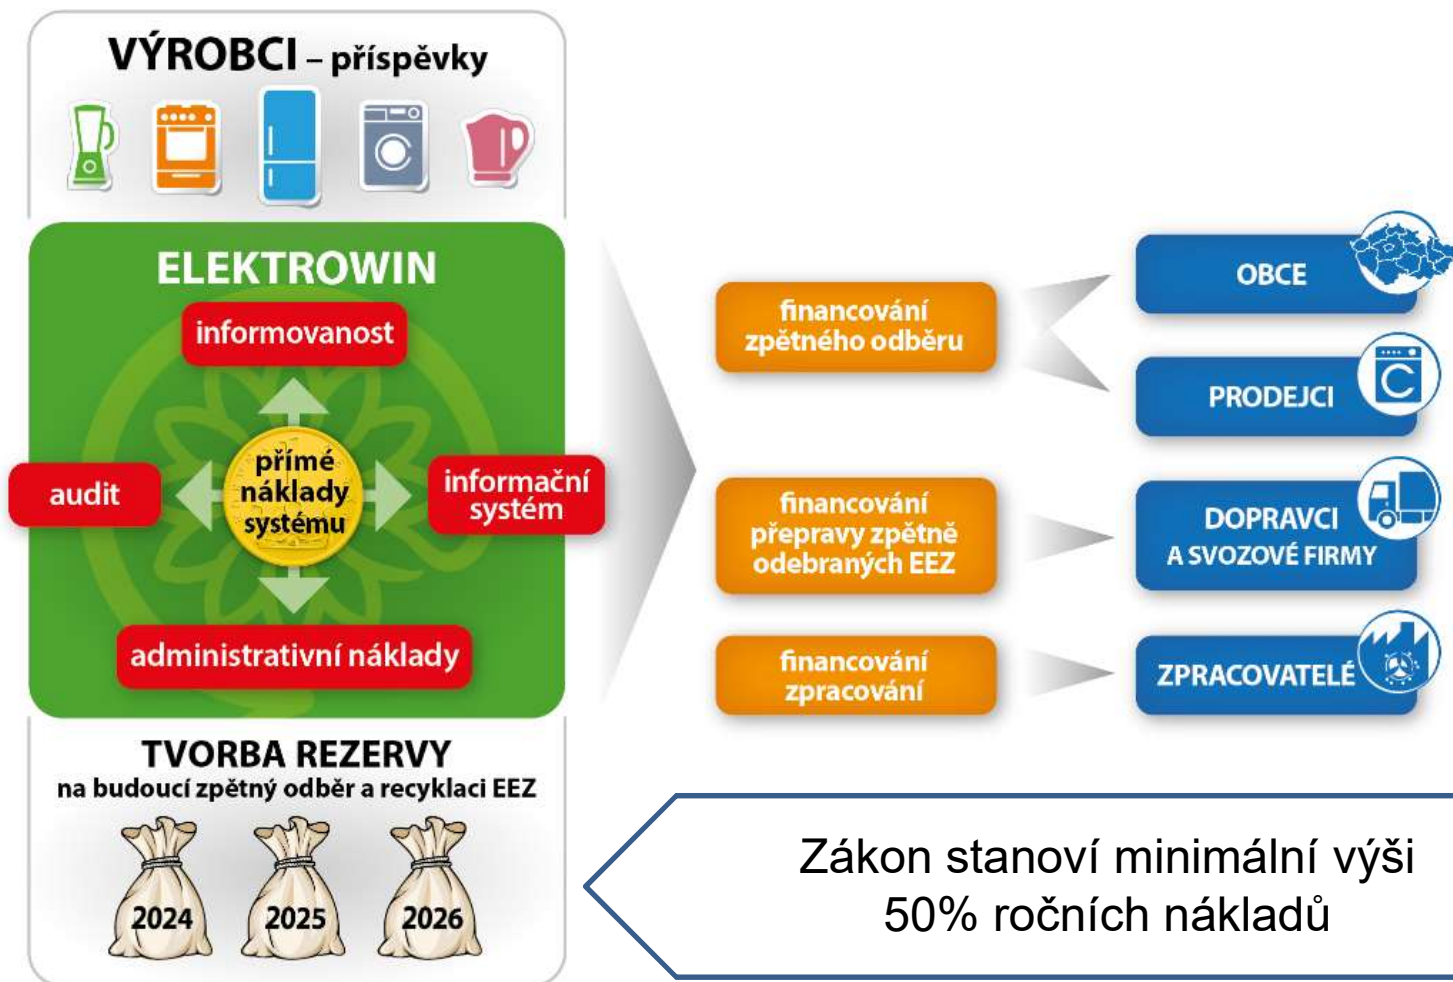 VÝROBCI – příspěvky
ELEKTROWIN
informovanost
audit
přímé
náklady
systému
informační
systém
administrativní náklady
TVORBA REZERVY
na budoucí zpětný odběr a recyklaci EEZ
2024
2025
2026
financování
zpětného odběru
financování
přepravy zpětně
odebraných EEZ
financování
zpracování
OBCE
PRODEJCI
DOPRAVCI
A SVOZOVÉ FIRMY
ZPRACOVATELÉ
Zákon stanoví minimální výši
50% ročních nákladů